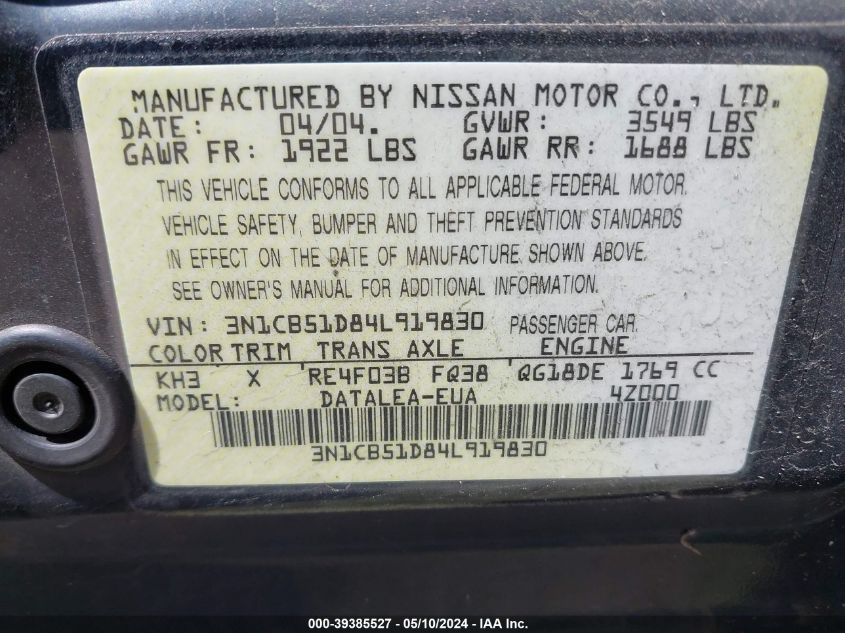 MANUFACTURED BY NISSAN MOTOR CO., LTD.
DATE: 04/04. GVWR: 3549 LBS
GAWR FR: 1922 LBS GAWR RR: 1688 LBS
THIS VEHICLE CONFORMS TO ALL APPLICABLE FEDERAL MOTOR
VEHICLE SAFETY, BUMPER AND THEFT PREVENTION STANDARDS
IN EFFECT ON THE DATE OF MANUFACTURE SHOWN ABOVE.
SEE OWNER'S MANUAL FOR ADDITIONAL INFORMATION.
VIN: 3N1CB51D84L919830 PASSENGER CAR.
COLOR TRIM TRANS AXLE ENGINE
KH3 X RE4F03B FQ38 QG18DE 1769 CC
MODEL: DATALEA-EUA 4Z000
3N1CB51D84L919830
000-39385527 - 05/10/2024 - IAA Inc.